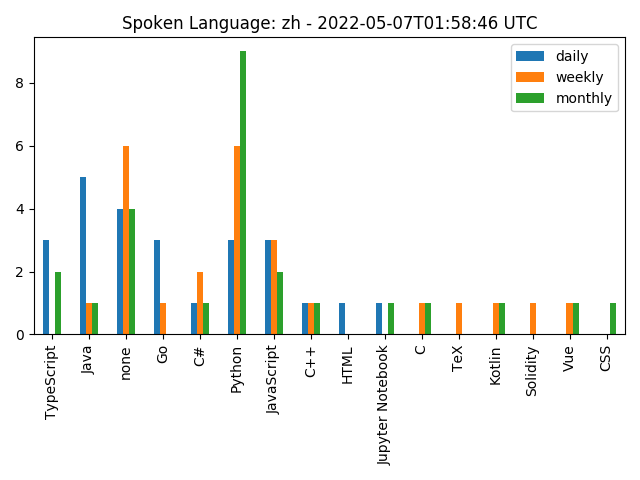 Spoken Language: zh - 2022-05-07T01:58:46 UTC
daily
weekly
monthly
8
6
4
2
0
TypeScript
Java
none
Go
C#
Python
JavaScript
C++
HTML
Jupyter Notebook
C
TeX
Kotlin
Solidity
Vue
CSS